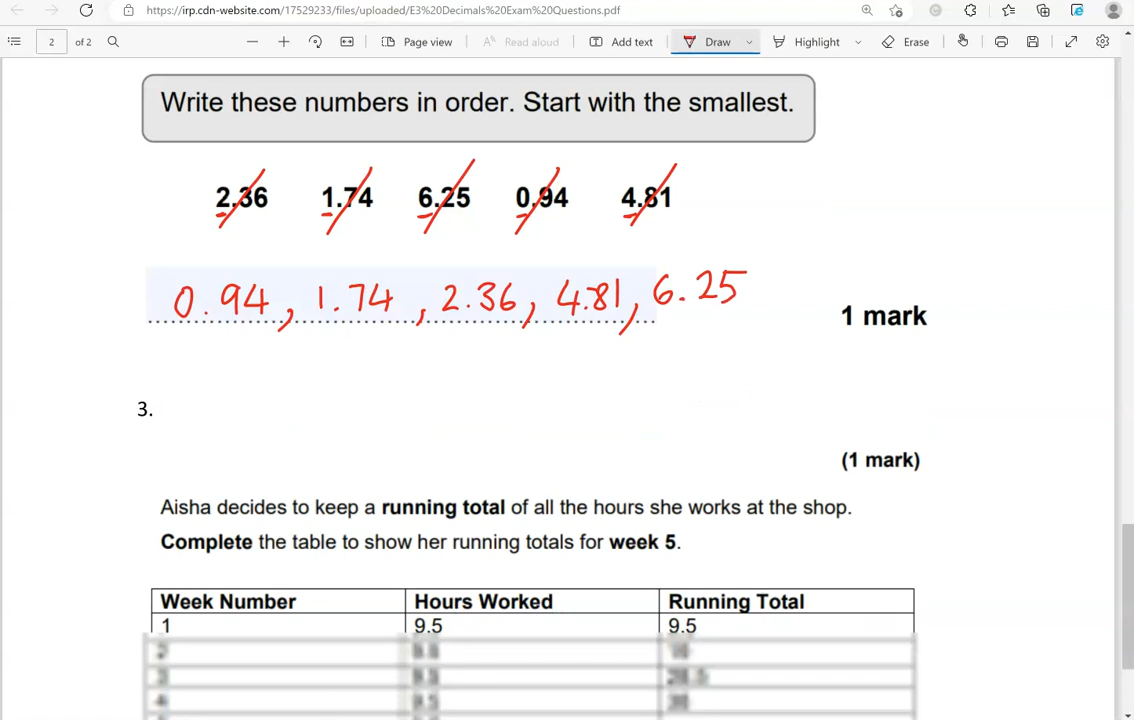 https://irp.cdn-website.com/17529233/files/uploaded/E3%20Decimals%20Exam%20Questions.pdf
2 of 2 Page view Read aloud Add text Draw Highlight Erase
Write these numbers in order. Start with the smallest.
2.36 1.74 6.25 0.94 4.81
0.94, 1.74, 2.36, 4.81, 6.25
1 mark
3.
(1 mark)
Aisha decides to keep a running total of all the hours she works at the shop.
Complete the table to show her running totals for week 5.
Week Number Hours Worked Running Total
1 9.5 9.5